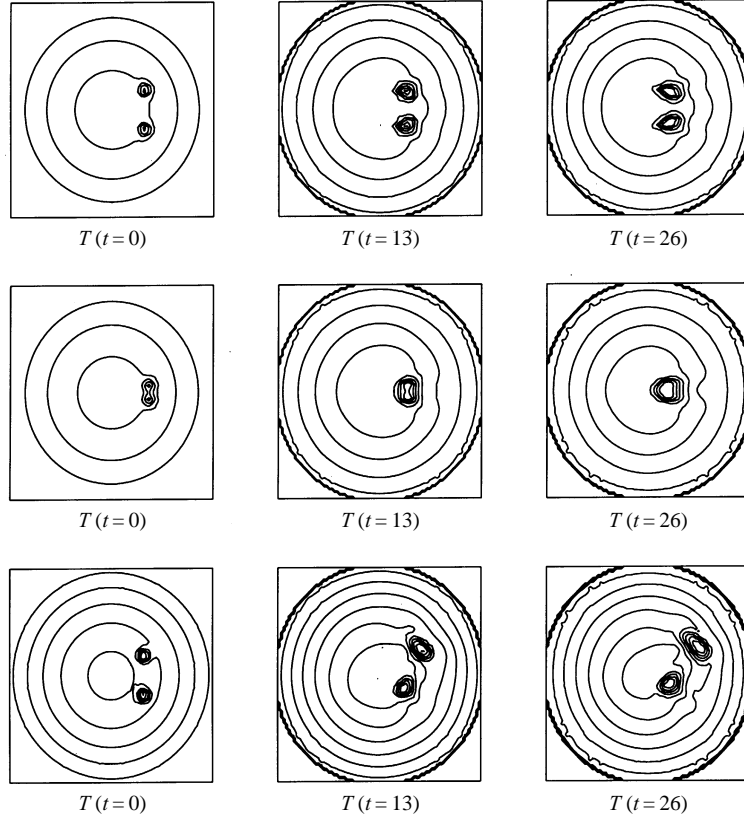 T (t = 0) T (t = 13) T (t = 26)
T (t = 0) T (t = 13) T (t = 26)
T (t = 0) T (t = 13) T (t = 26)